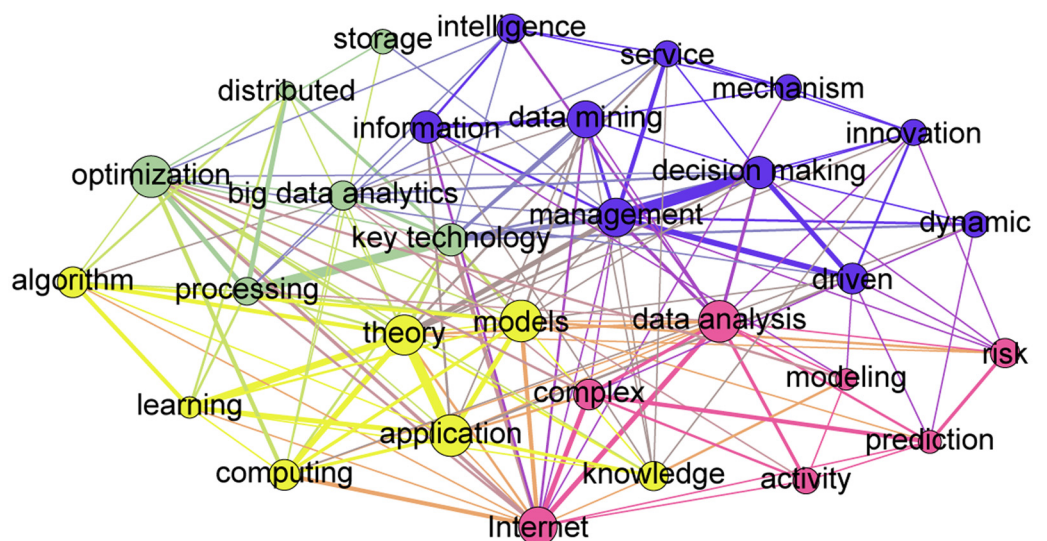 intelligence
storage
service
distributed
mechanism
information
data mining
innovation
optimization
decision making
big data analytics
management
dynamic
key technology
algorithm
processing
driven
theory
models
data analysis
risk
modeling
learning
complex
application
prediction
computing
knowledge
activity
Internet